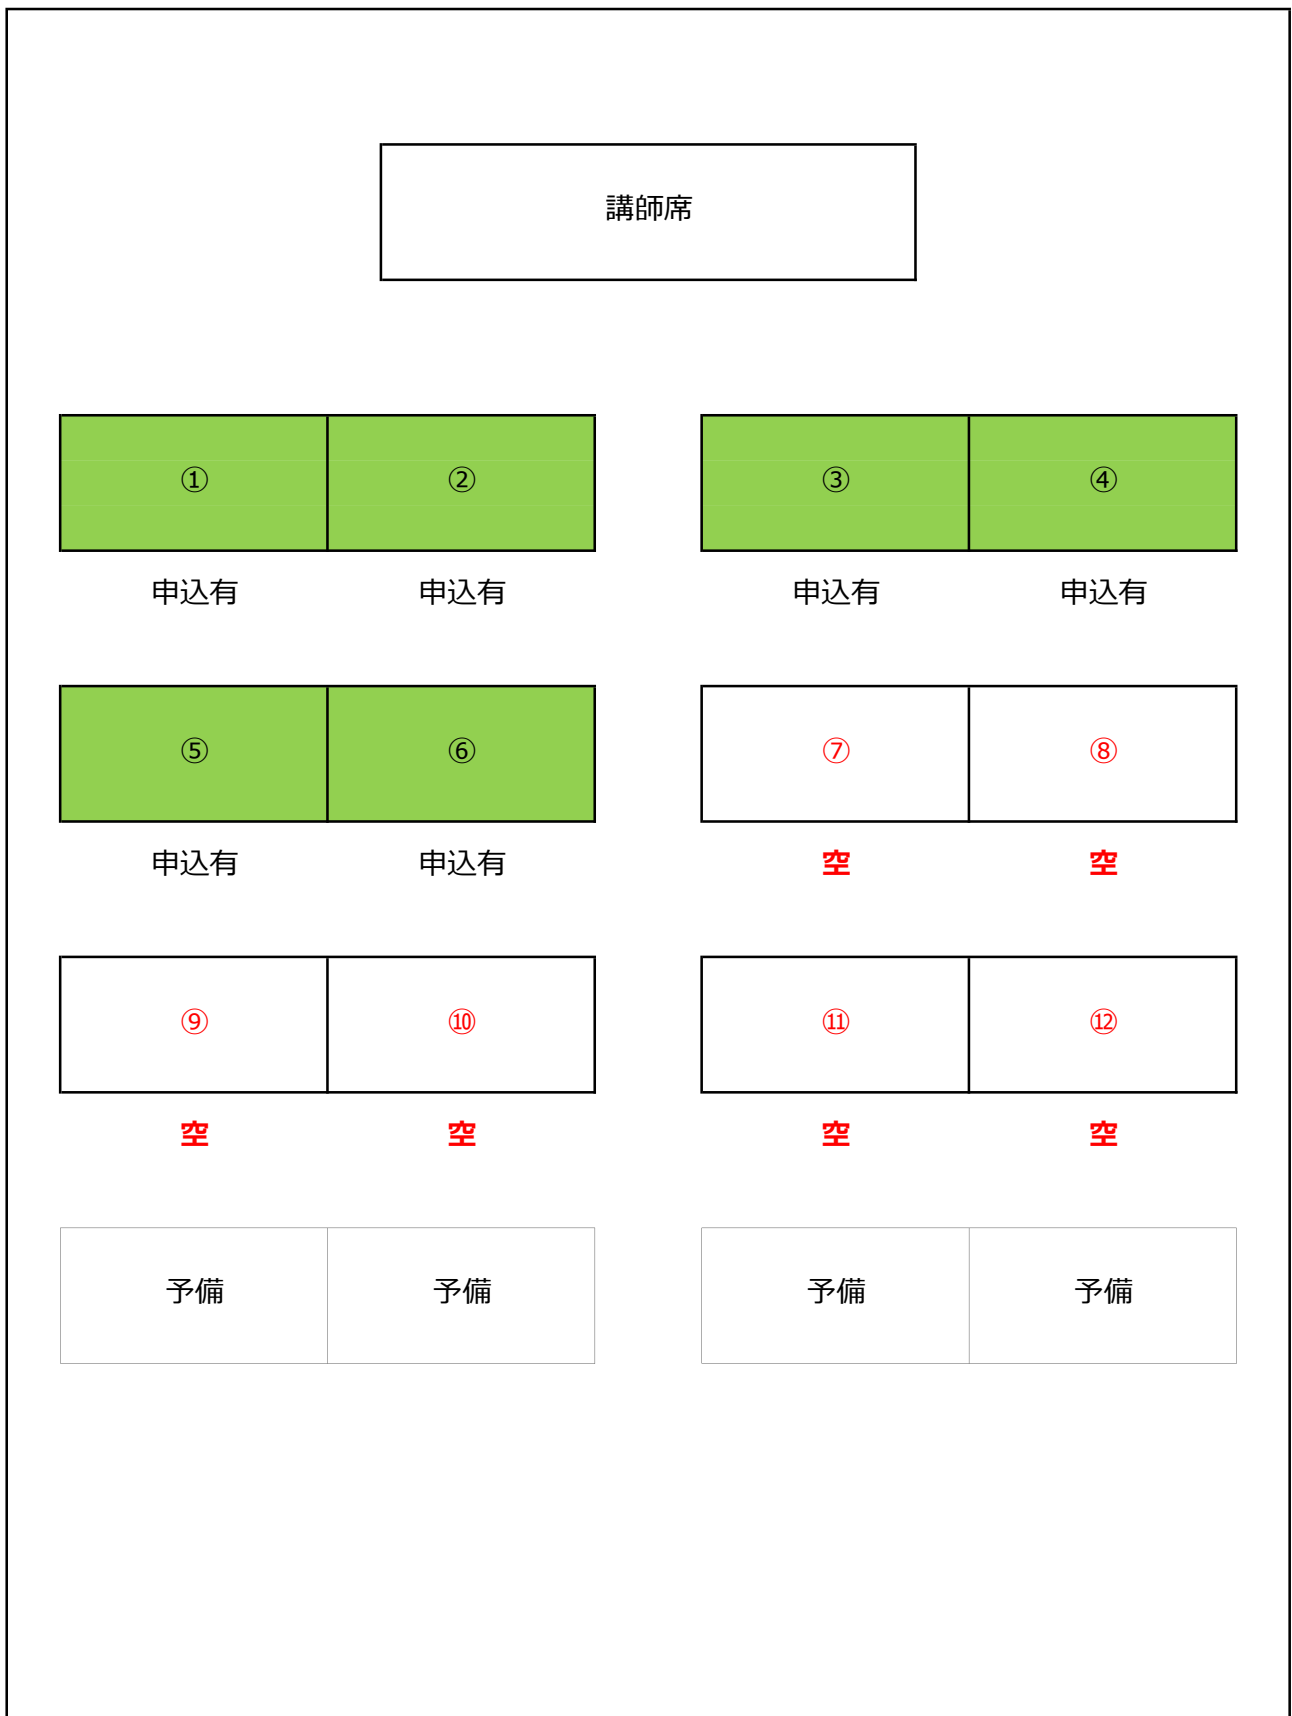 講師席
① ② ③ ④
申込有 申込有 申込有 申込有
⑤ ⑥ ⑦ ⑧
申込有 申込有 空 空
⑨ ⑩ ⑪ ⑫
空 空 空 空
予備 予備 予備 予備